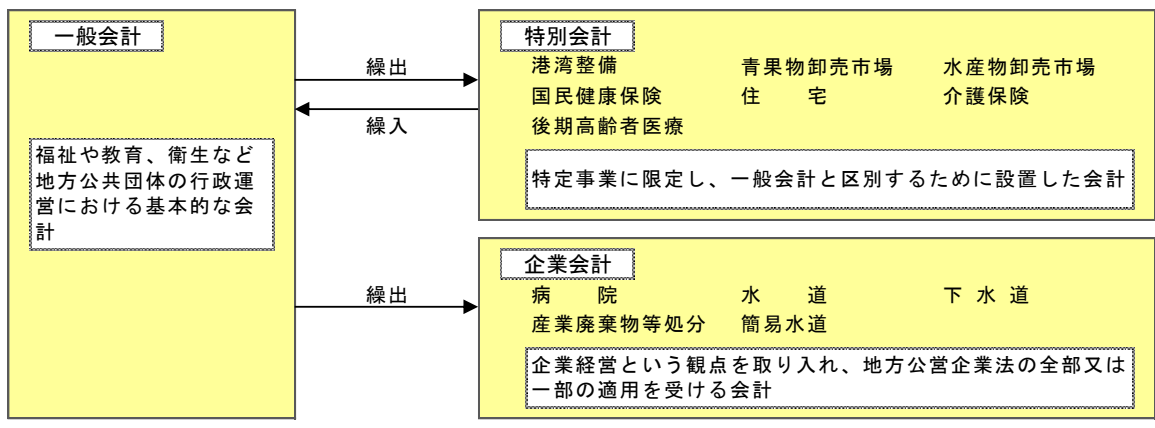 一般会計
福祉や教育、衛生など
地方公共団体の行政運
営における基本的な会
計
繰出
繰入
特別会計
港湾整備 青果物卸売市場 水産物卸売市場
国民健康保険 住　　宅 介護保険
後期高齢者医療
特定事業に限定し、一般会計と区別するために設置した会計
繰出
企業会計
病　　院 水　　道 下 水 道
産業廃棄物等処分 簡易水道
企業経営という観点を取り入れ、地方公営企業法の全部又は
一部の適用を受ける会計